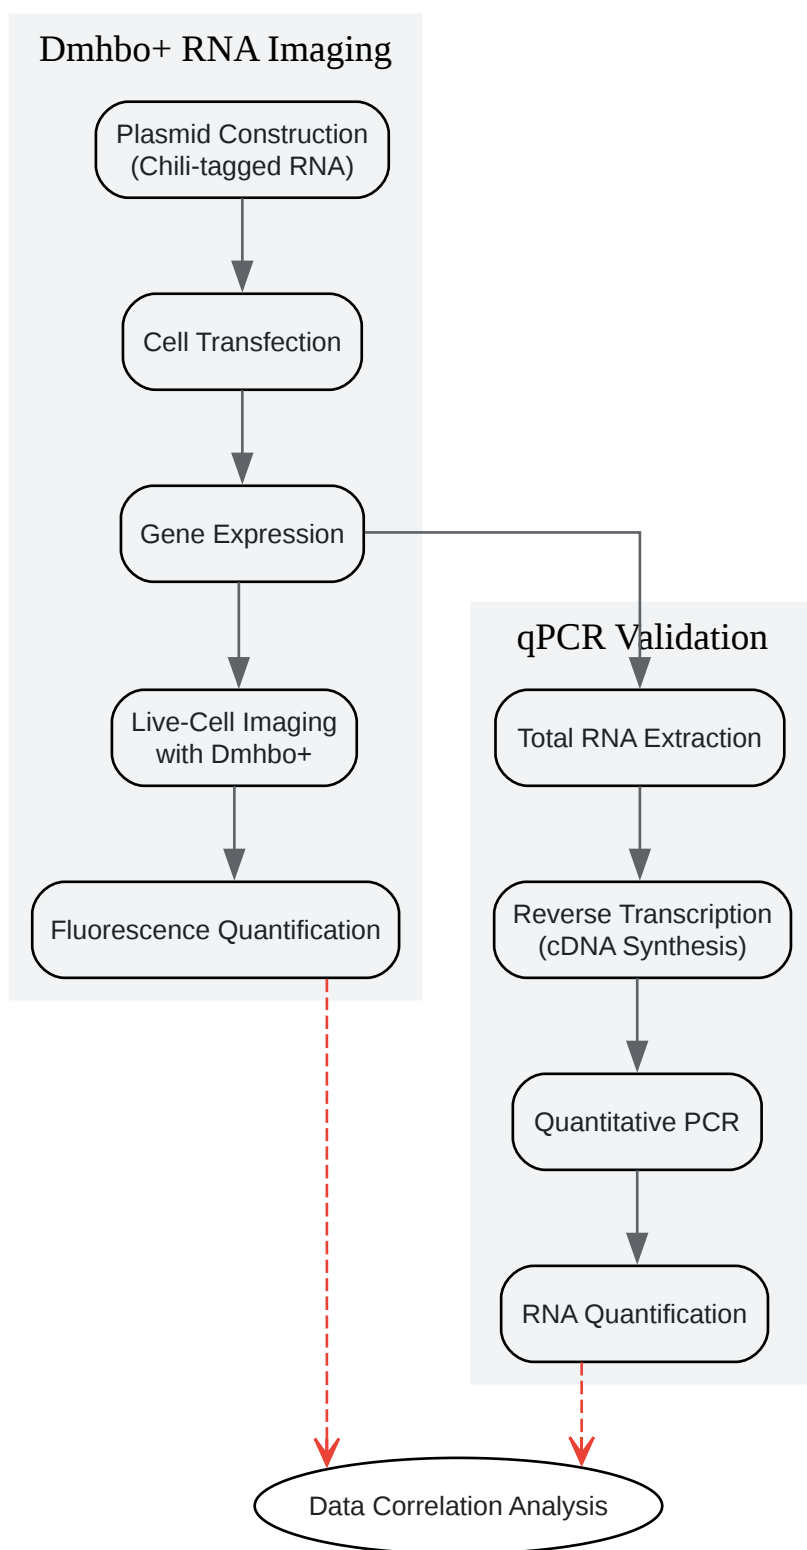 Dmhbo+ RNA Imaging
Plasmid Construction
(Chili-tagged RNA)
Cell Transfection
Gene Expression
Live-Cell Imaging
with Dmhbo+
Fluorescence Quantification
qPCR Validation
Total RNA Extraction
Reverse Transcription
(cDNA Synthesis)
Quantitative PCR
RNA Quantification
Data Correlation Analysis